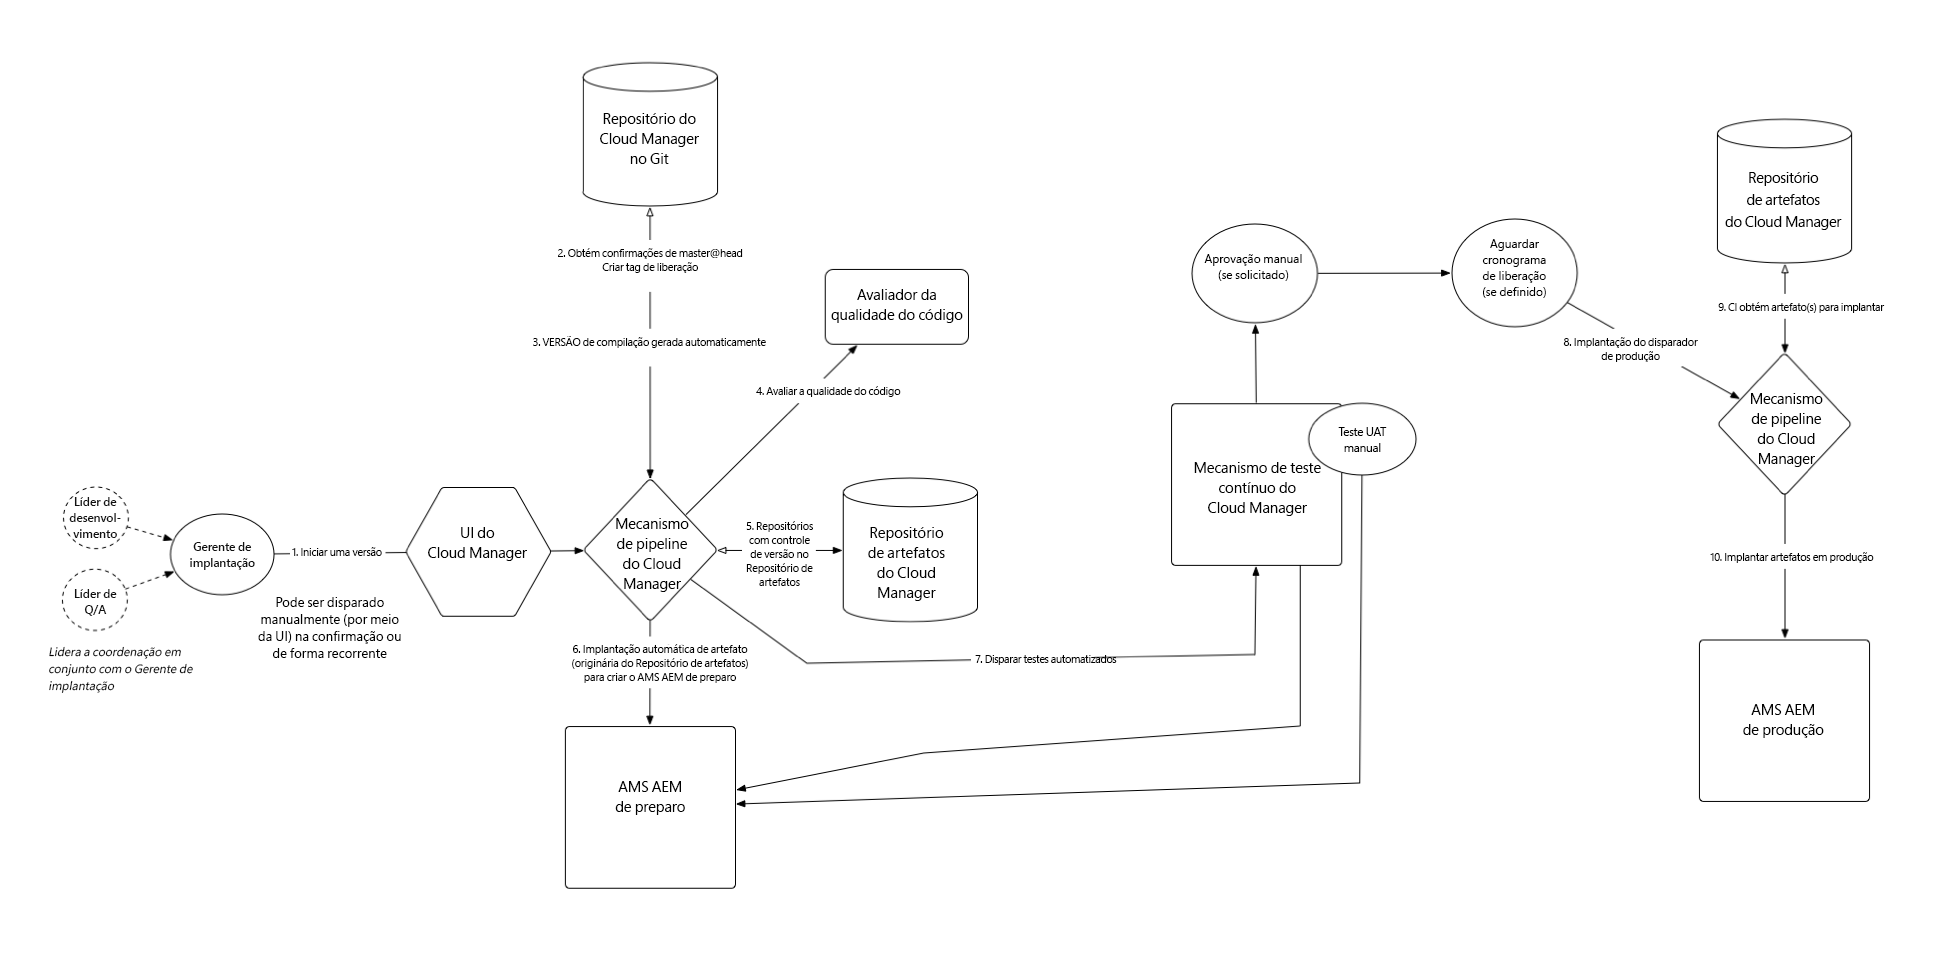 Repositório do
Cloud Manager
no Git
2. Obtém confirmações de master@head
Criar tag de liberação
3. VERSÃO de compilação gerada automaticamente
Avaliador da
qualidade do código
4. Avaliar a qualidade do código
Líder de
desenvol-
vimento
Líder de
Q/A
Lidera a coordenação em
conjunto com o Gerente de
implantação
Gerente de
implantação
1. Iniciar uma versão
Pode ser disparado
manualmente (por meio
da UI) na confirmação ou
de forma recorrente
UI do
Cloud Manager
Mecanismo
de pipeline
do Cloud
Manager
5. Repositórios
com controle
de versão no
Repositório de
artefatos
Repositório
de artefatos
do Cloud
Manager
6. Implantação automática de artefato
(originária do Repositório de artefatos)
para criar o AMS AEM de preparo
7. Disparar testes automatizados
AMS AEM
de preparo
Aprovação manual
(se solicitado)
Aguardar
cronograma
de liberação
(se definido)
Teste UAT
manual
Mecanismo de teste
contínuo do
Cloud Manager
8. Implantação do disparador
de produção
Repositório
de artefatos
do Cloud Manager
9. CI obtém artefato(s) para implantar
Mecanismo
de pipeline
do Cloud
Manager
10. Implantar artefatos em produção
AMS AEM
de produção